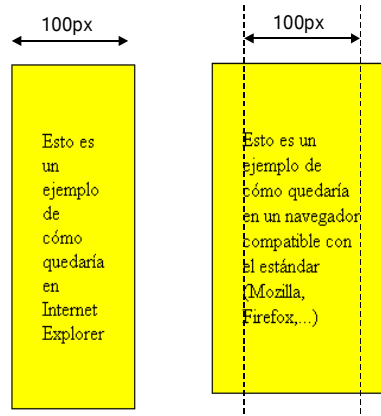 100px
Esto es
un
ejemplo
de
cómo
quedaría
en
Internet
Explorer
100px
Esto es un
ejemplo de
cómo quedaría
en un navegador
compatible con
el estándar
(Mozilla,
Firefox,...)